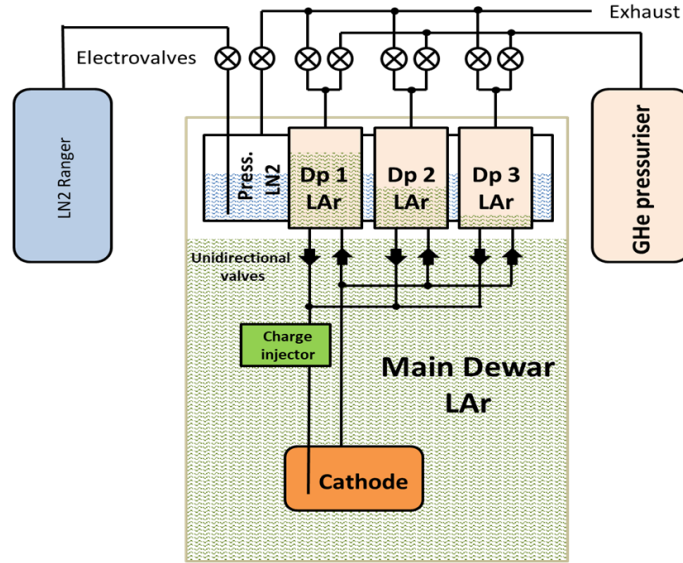 Exhaust
Electrovalves
LN2 Ranger
Press.
LN2
Dp 1
LAr
Dp 2
LAr
Dp 3
LAr
GHe pressuriser
Unidirectional
valves
Charge
injector
Main Dewar
LAr
Cathode